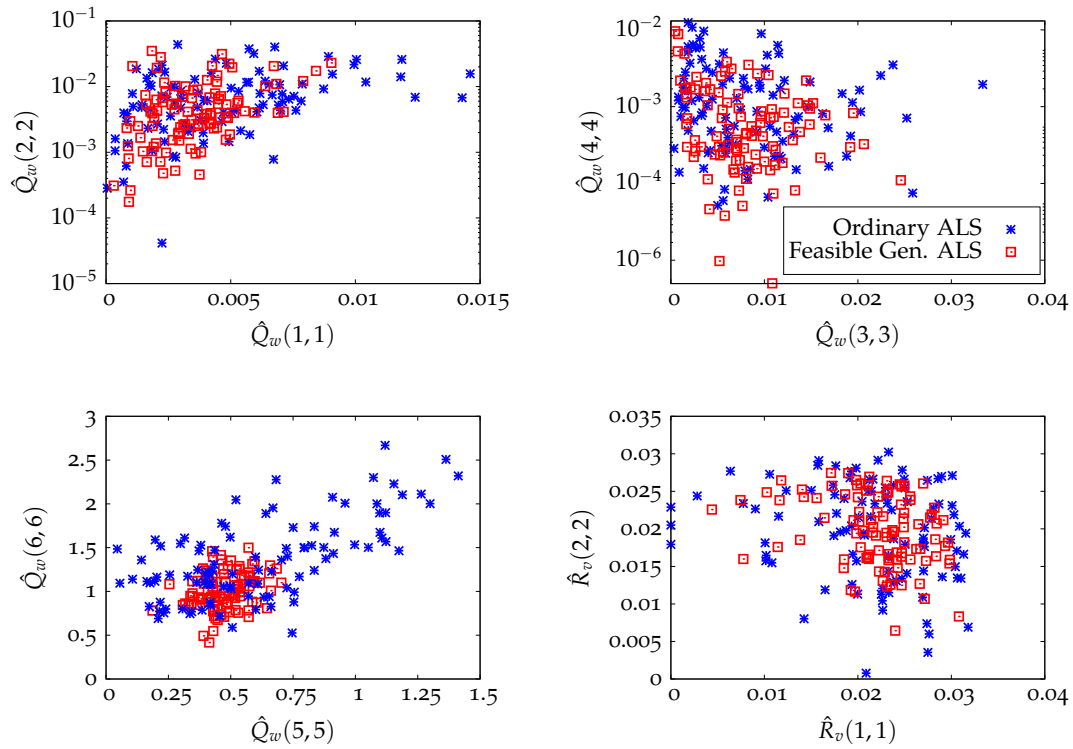 10⁻¹
10⁻²
10⁻³
10⁻⁴
10⁻⁵
Q̂w(2, 2)
0 0.005 0.01 0.015
Q̂w(1, 1)
10⁻²
10⁻³
10⁻⁴
10⁻⁶
Q̂w(4, 4)
Ordinary ALS
Feasible Gen. ALS
0 0.01 0.02 0.03 0.04
Q̂w(3, 3)
3
2.5
2
1.5
1
0.5
0
Q̂w(6, 6)
0 0.25 0.5 0.75 1 1.25 1.5
Q̂w(5, 5)
0.035
0.03
0.025
0.02
0.015
0.01
0.005
0
R̂v(2, 2)
0 0.01 0.02 0.03 0.04
R̂v(1, 1)